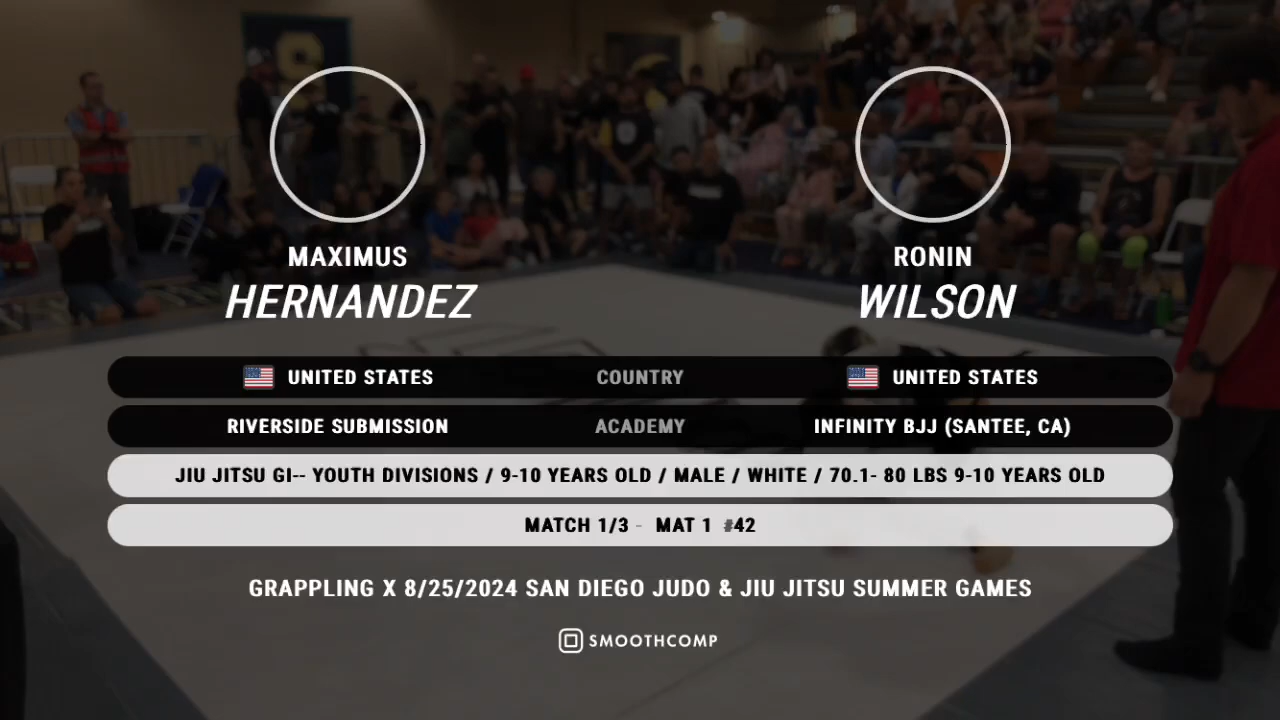 MAXIMUS
HERNANDEZ
RONIN
WILSON
UNITED STATES COUNTRY UNITED STATES
RIVERSIDE SUBMISSION ACADEMY INFINITY BJJ (SANTEE, CA)
JIU JITSU GI-- YOUTH DIVISIONS / 9-10 YEARS OLD / MALE / WHITE / 70.1- 80 LBS 9-10 YEARS OLD
MATCH 1/3 - MAT 1 #42
GRAPPLING X 8/25/2024 SAN DIEGO JUDO & JIU JITSU SUMMER GAMES
SMOOTHCOMP